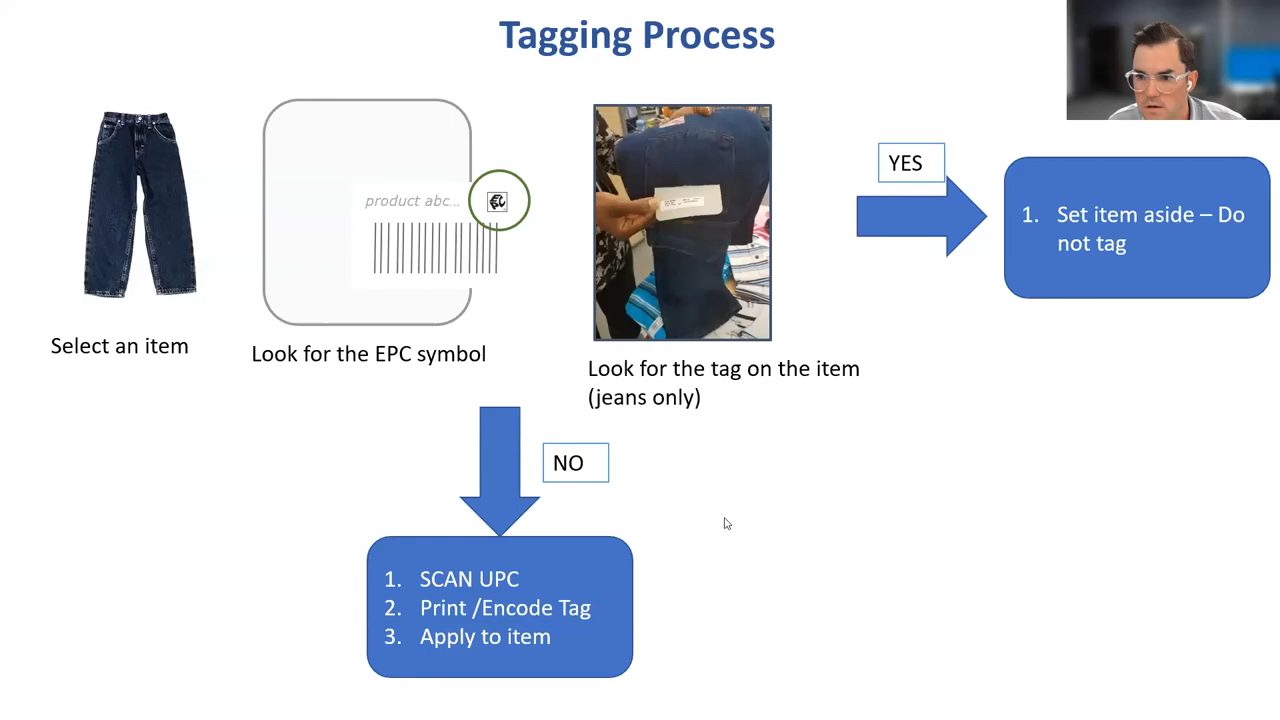 Tagging Process
product abc...
EPC
YES
1. Set item aside – Do
not tag
Select an item
Look for the EPC symbol
Look for the tag on the item
(jeans only)
NO
1. SCAN UPC
2. Print /Encode Tag
3. Apply to item